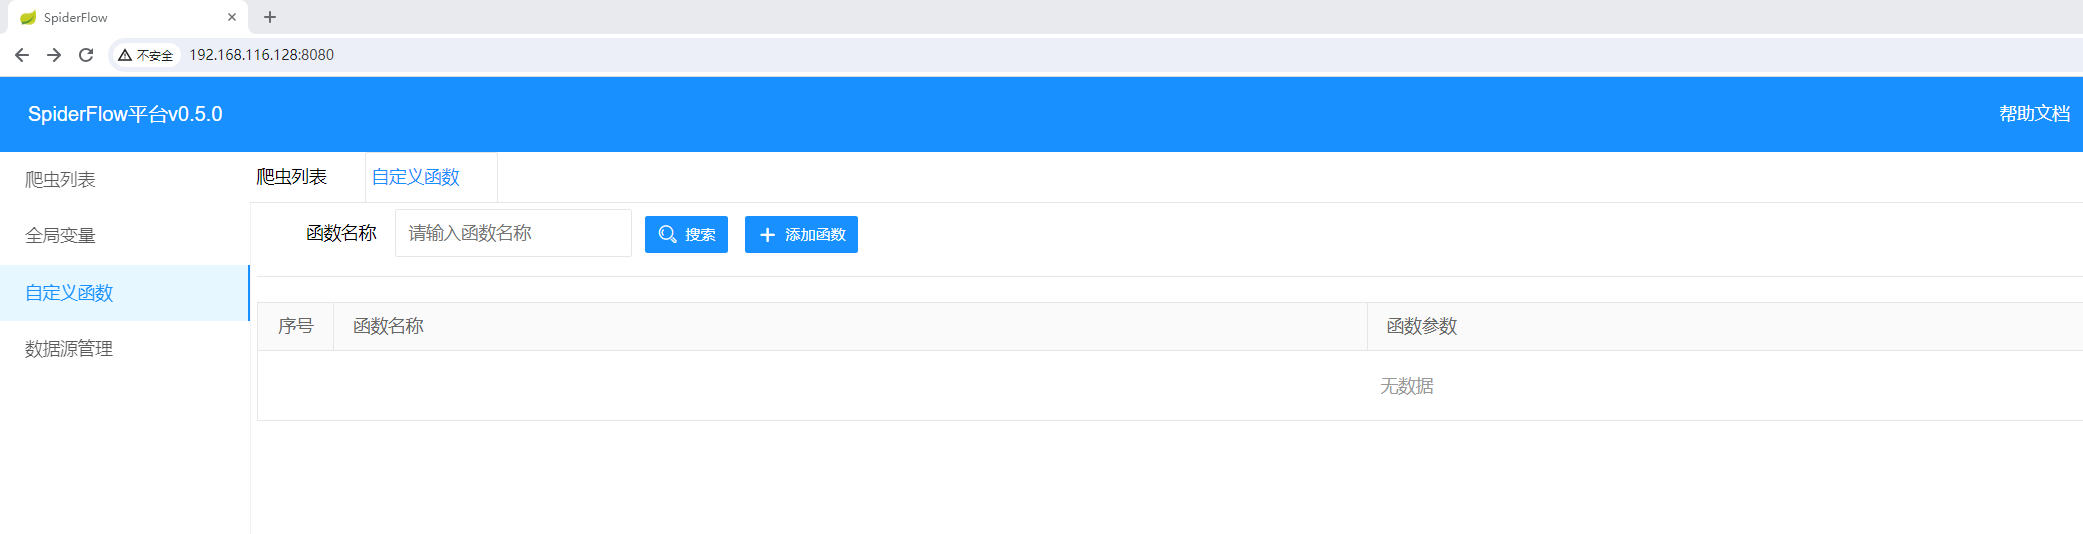 SpiderFlow
不安全 192.168.116.128:8080
SpiderFlow平台v0.5.0 帮助文档
爬虫列表
全局变量
自定义函数
数据源管理
爬虫列表 自定义函数
函数名称 请输入函数名称 搜索 添加函数
序号 函数名称 函数参数
无数据